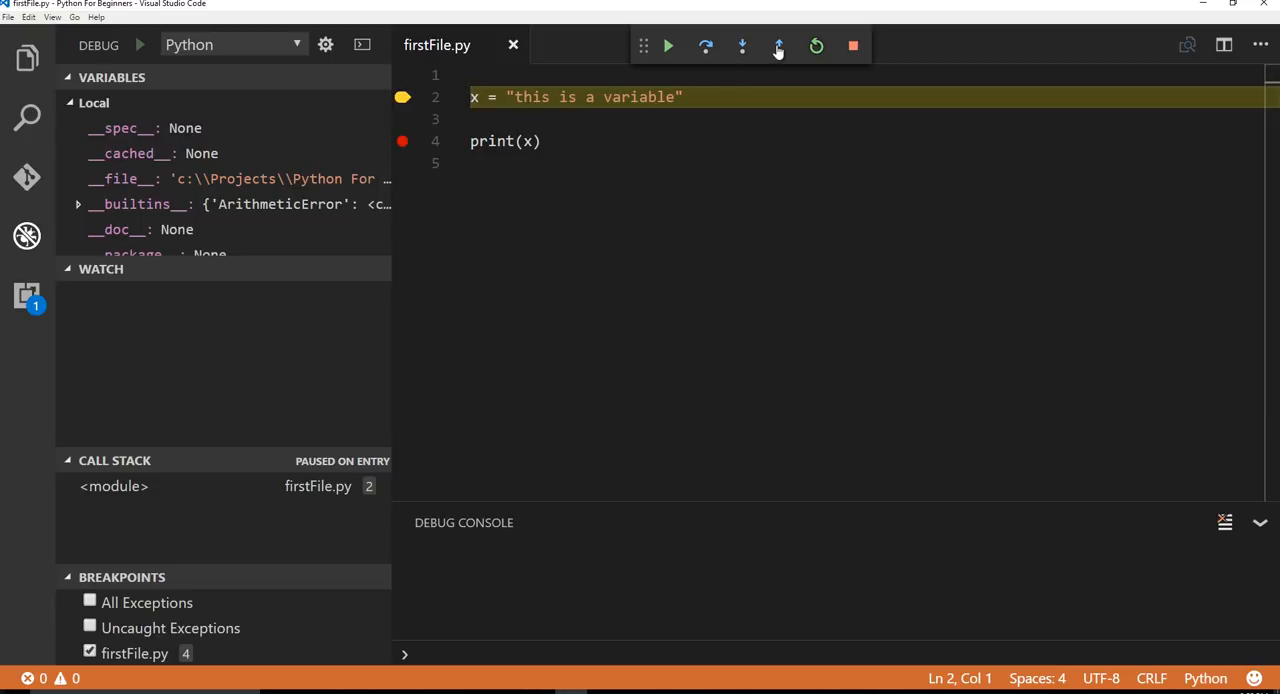 firstFile.py - Python For Beginners - Visual Studio Code
File Edit View Go Help
DEBUG Python
firstFile.py
VARIABLES
Local
__spec__: None
__cached__: None
__file__: 'c:\\Projects\\Python For …
__builtins__: {'ArithmeticError': <c…
__doc__: None
__package__: None
WATCH
CALL STACK PAUSED ON ENTRY
<module> firstFile.py 2
BREAKPOINTS
All Exceptions
Uncaught Exceptions
firstFile.py 4
1
2 x = "this is a variable"
3
4 print(x)
5
DEBUG CONSOLE
1
0 0 Ln 2, Col 1 Spaces: 4 UTF-8 CRLF Python